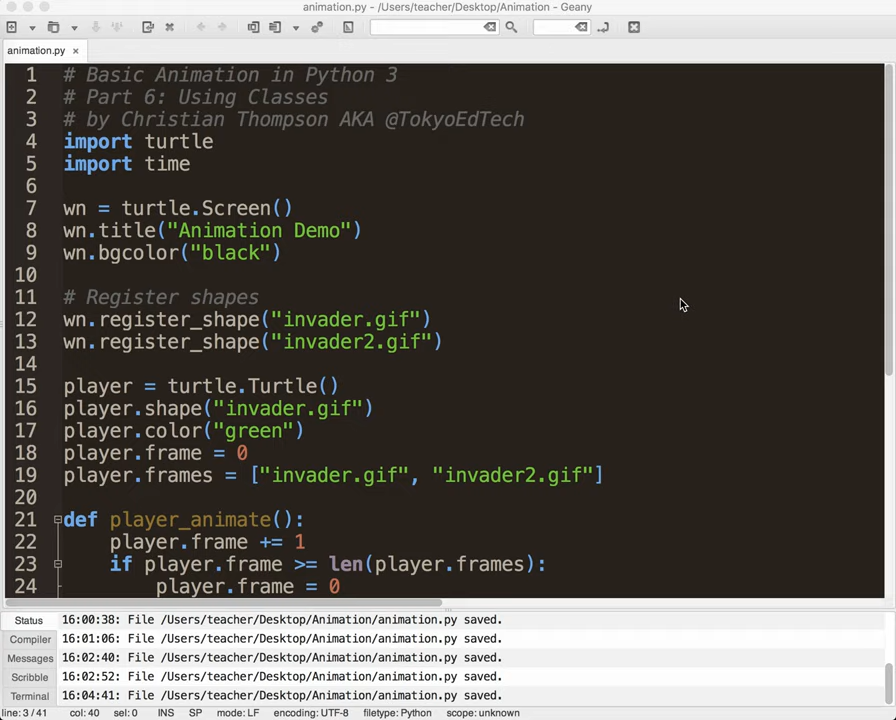 animation.py - /Users/teacher/Desktop/Animation - Geany
animation.py ×
1 # Basic Animation in Python 3
2 # Part 6: Using Classes
3 # by Christian Thompson AKA @TokyoEdTech
4 import turtle
5 import time
6
7 wn = turtle.Screen()
8 wn.title("Animation Demo")
9 wn.bgcolor("black")
10
11 # Register shapes
12 wn.register_shape("invader.gif")
13 wn.register_shape("invader2.gif")
14
15 player = turtle.Turtle()
16 player.shape("invader.gif")
17 player.color("green")
18 player.frame = 0
19 player.frames = ["invader.gif", "invader2.gif"]
20
21 def player_animate():
22     player.frame += 1
23     if player.frame >= len(player.frames):
24         player.frame = 0
Status 16:00:38: File /Users/teacher/Desktop/Animation/animation.py saved.
Compiler 16:01:06: File /Users/teacher/Desktop/Animation/animation.py saved.
Messages 16:02:40: File /Users/teacher/Desktop/Animation/animation.py saved.
Scribble 16:02:52: File /Users/teacher/Desktop/Animation/animation.py saved.
Terminal 16:04:41: File /Users/teacher/Desktop/Animation/animation.py saved.
line: 3 / 41 col: 40 sel: 0 INS SP mode: LF encoding: UTF-8 filetype: Python scope: unknown